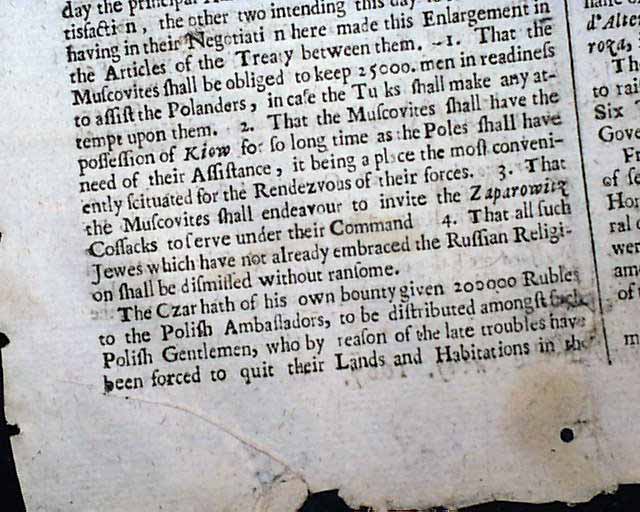 day the principal
tisfacti n, the other two intending this day
having in their Negotiati n here made this Enlargement in
the Articles of the Treaty between them. 1. That the
Muscovites ſhall be obliged to keep 25000. men in readineſs
to aſſiſt the Polanders, in caſe the Tu ks ſhall make any at-
tempt upon them. 2. That the Muſcovites ſhall have the
poſſeſſion of Kiow for ſo long time as the Poles ſhall have
need of their Aſſiſtance, it being a place the moſt conveni-
ently ſcituated for the Rendezvous of their forces. 3. That
the Muſcovites ſhall endeavour to invite the Zaparowitz
Coſſacks to ſerve under their Command 4. That all ſuch
Jewes which have not already embraced the Ruſſian Religi-
on ſhall be diſmiſſed without ranſome.
The Czar hath of his own bounty given 200000 Rubles
to the Poliſh Ambaſſadors, to be diſtributed amongſt ſuch
Poliſh Gentlemen, who by reaſon of the late troubles have
been forced to quit their Lands and Habitations in the
d'Alte
roza,
Th
to rai
Six
Gove
Fr
of ſe
Hor
ral
wer
am
of
m